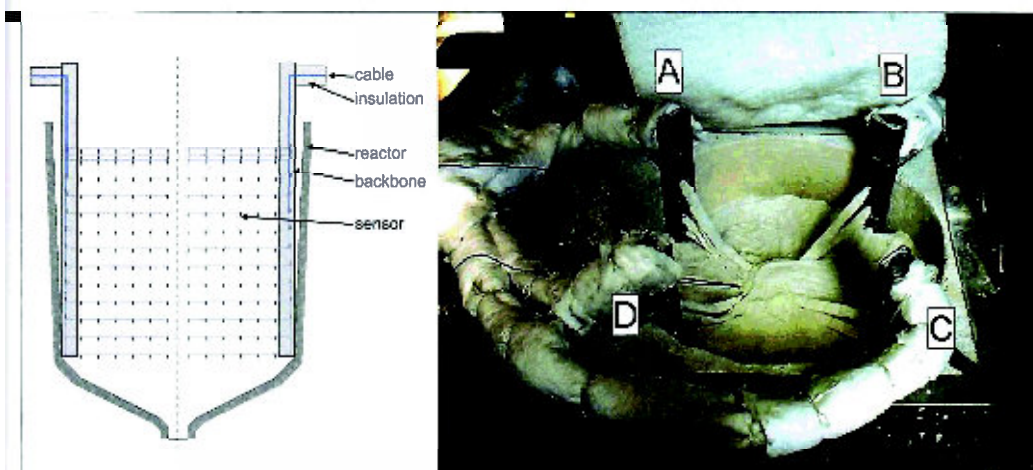 cable
insulation
reactor
backbone
sensor
A
B
C
D